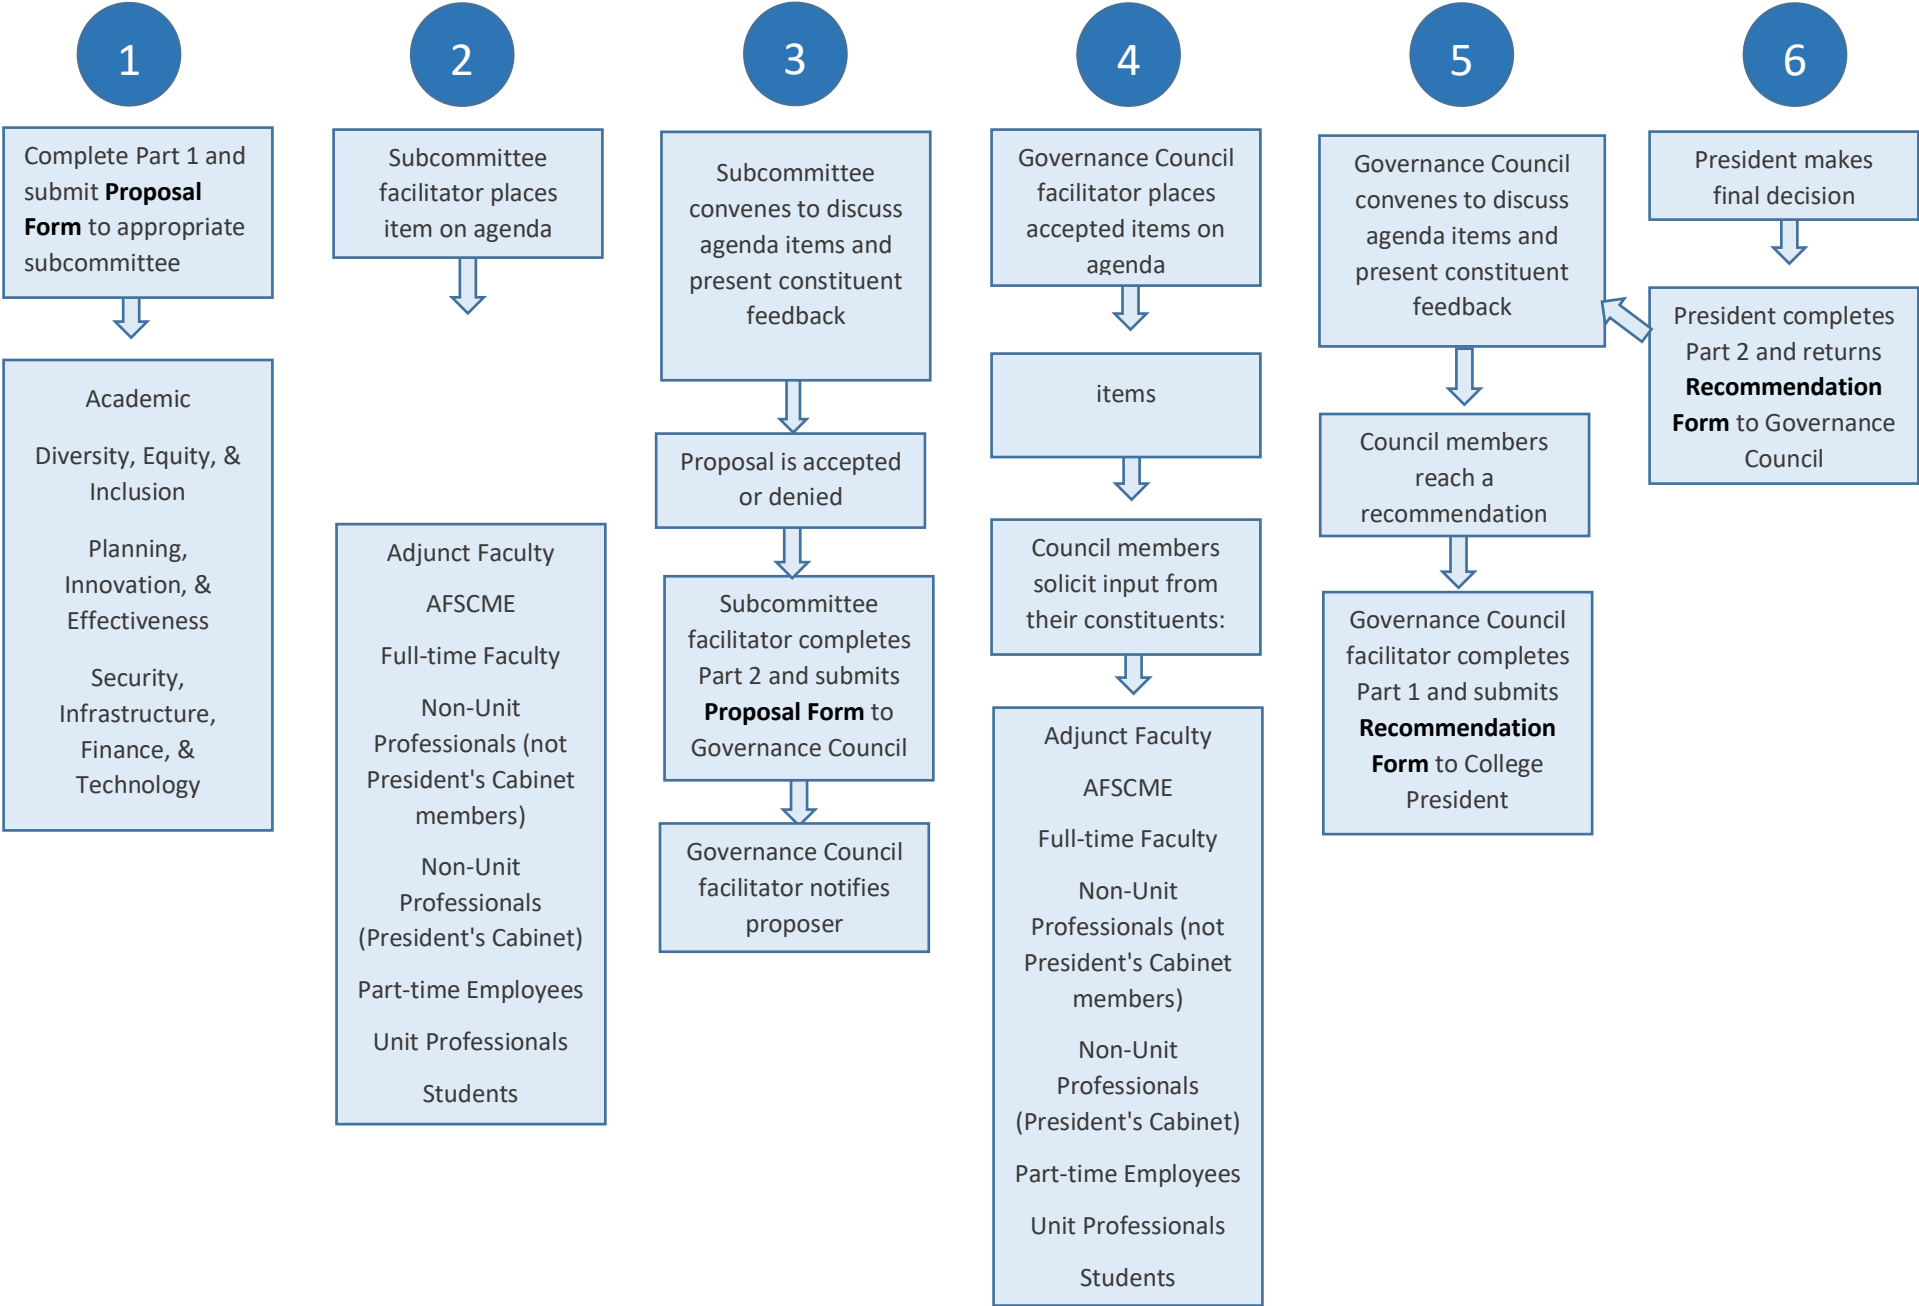 1
Complete Part 1 and
submit Proposal
Form to appropriate
subcommittee
Academic
Diversity, Equity, &
Inclusion
Planning,
Innovation, &
Effectiveness
Security,
Infrastructure,
Finance, &
Technology
2
Subcommittee
facilitator places
item on agenda
Adjunct Faculty
AFSCME
Full-time Faculty
Non-Unit
Professionals (not
President's Cabinet
members)
Non-Unit
Professionals
(President's Cabinet)
Part-time Employees
Unit Professionals
Students
3
Subcommittee
convenes to discuss
agenda items and
present constituent
feedback
Proposal is accepted
or denied
Subcommittee
facilitator completes
Part 2 and submits
Proposal Form to
Governance Council
Governance Council
facilitator notifies
proposer
4
Governance Council
facilitator places
accepted items on
agenda
items
Council members
solicit input from
their constituents:
Adjunct Faculty
AFSCME
Full-time Faculty
Non-Unit
Professionals (not
President's Cabinet
members)
Non-Unit
Professionals
(President's Cabinet)
Part-time Employees
Unit Professionals
Students
5
Governance Council
convenes to discuss
agenda items and
present constituent
feedback
Council members
reach a
recommendation
Governance Council
facilitator completes
Part 1 and submits
Recommendation
Form to College
President
6
President makes
final decision
President completes
Part 2 and returns
Recommendation
Form to Governance
Council